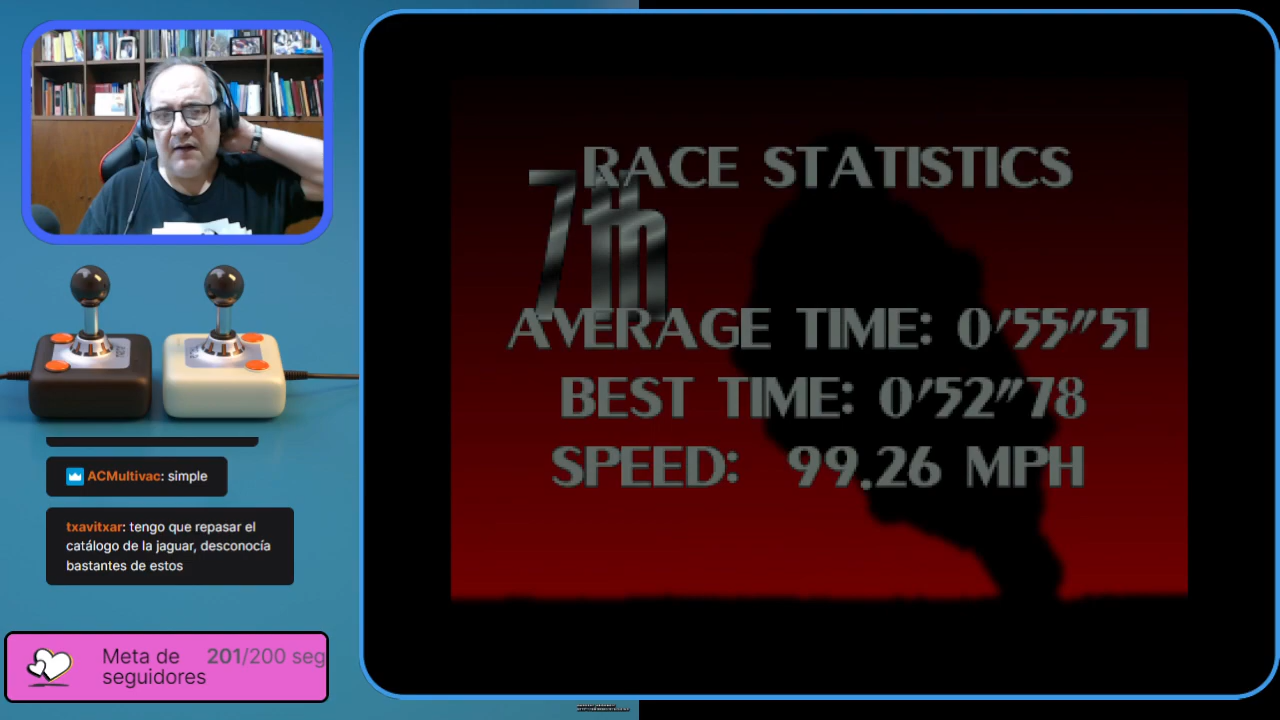 RACE STATISTICS
7th
AVERAGE TIME: 0'55"51
BEST TIME: 0'52"78
SPEED: 99.26 MPH
ACMultivac: simple
txavitxar: tengo que repasar el
catálogo de la jaguar, desconocía
bastantes de estos
Meta de
seguidores
201/200 seg